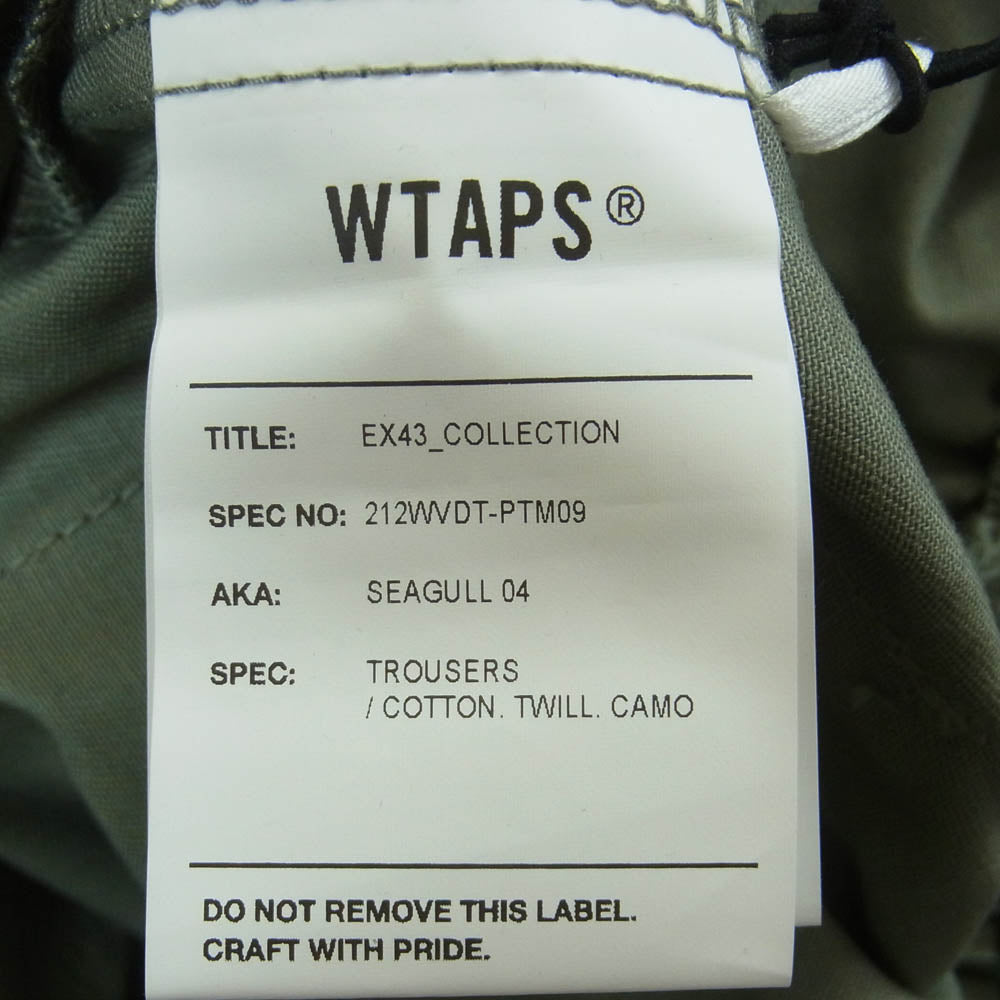 WTAPS®
TITLE: EX43_COLLECTION
SPEC NO: 212WVDT-PTM09
AKA: SEAGULL 04
SPEC: TROUSERS
/ COTTON. TWILL. CAMO
DO NOT REMOVE THIS LABEL.
CRAFT WITH PRIDE.